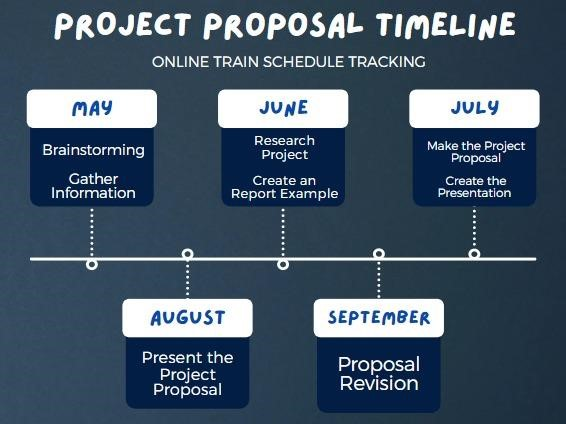 PROJECT PROPOSAL TIMELINE
ONLINE TRAIN SCHEDULE TRACKING
MAY
Brainstorming
Gather
Information
JUNE
Research
Project
Create an
Report Example
JULY
Make the Project
Proposal
Create the
Presentation
AUGUST
Present the
Project
Proposal
SEPTEMBER
Proposal
Revision